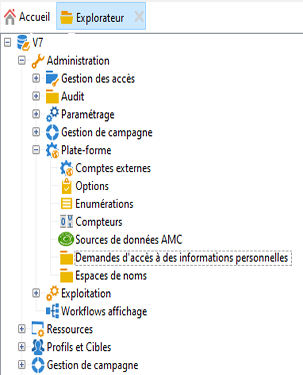 Accueil Explorateur
V7
Administration
Gestion des accès
Audit
Paramétrage
Gestion de campagne
Plate-forme
Comptes externes
Options
Enumérations
Compteurs
Sources de données AMC
Demandes d'accès à des informations personnelles
Espaces de noms
Exploitation
Workflows affichage
Ressources
Profils et Cibles
Gestion de campagne